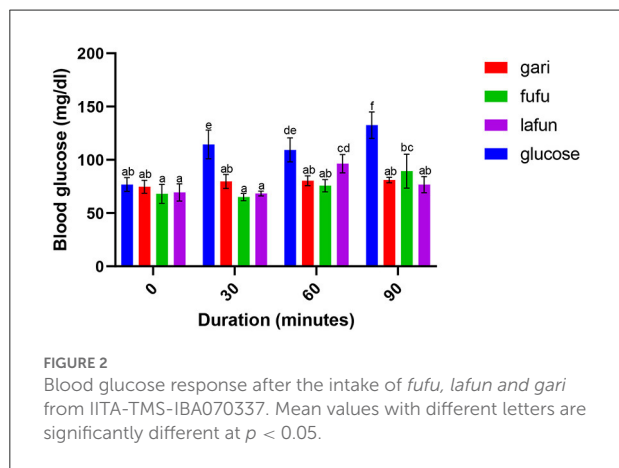 200
150
100
50
0
Blood glucose (mg/dl)
ab ab a a
e ab a a
de ab ab cd
f ab bc ab
0 30 60 90
Duration (minutes)
gari
fufu
lafun
glucose
FIGURE 2
Blood glucose response after the intake of fufu, lafun and gari
from IITA-TMS-IBA070337. Mean values with different letters are
significantly different at p < 0.05.